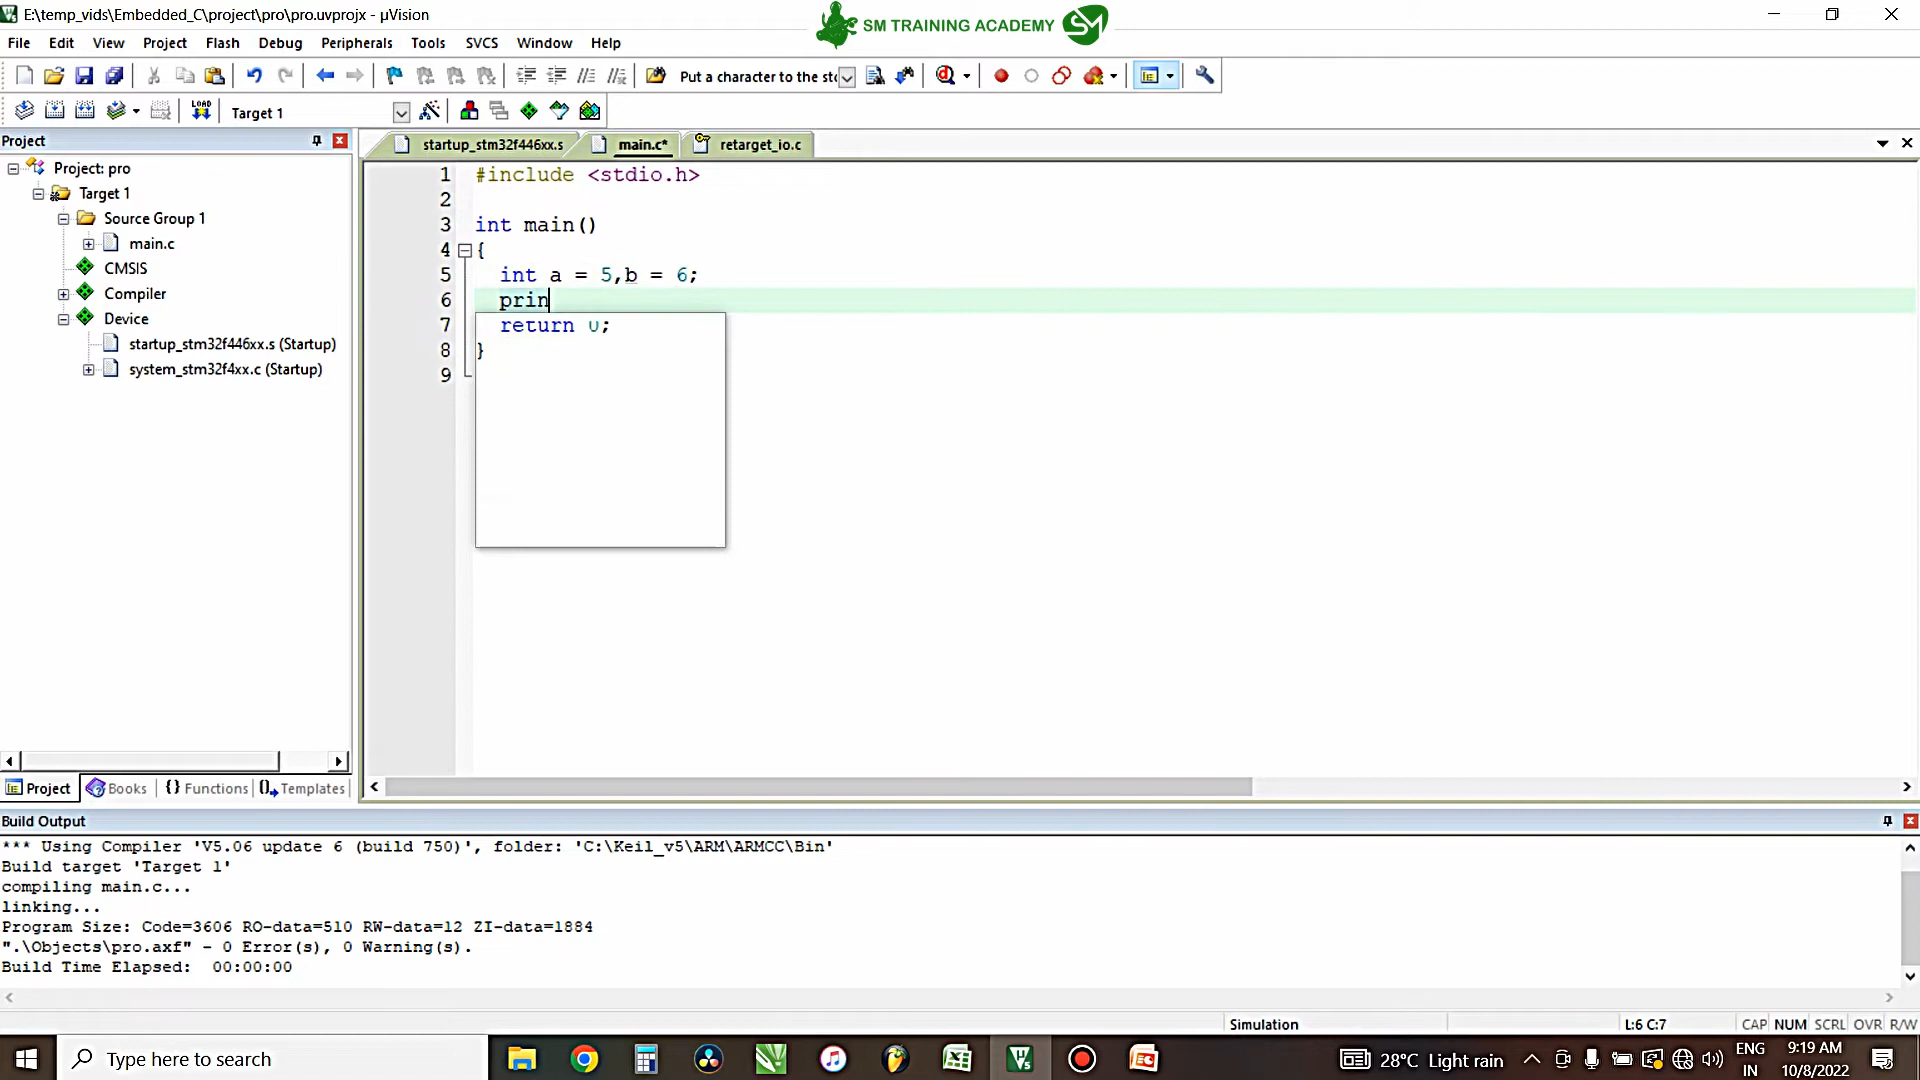 E:\temp_vids\Embedded_C\project\pro\pro.uvprojx - µVision
SM TRAINING ACADEMY SM
File Edit View Project Flash Debug Peripherals Tools SVCS Window Help
Put a character to the stc
LOAD Target 1
Project
startup_stm32f446xx.s main.c* retarget_io.c
Project: pro
Target 1
Source Group 1
main.c
CMSIS
Compiler
Device
startup_stm32f446xx.s (Startup)
system_stm32f4xx.c (Startup)
1 #include <stdio.h>
2
3 int main()
4 {
5 int a = 5,b = 6;
6 prin
7 return 0;
8 }
9
Project Books {} Functions Templates
Build Output
*** Using Compiler 'V5.06 update 6 (build 750)', folder: 'C:\Keil_v5\ARM\ARMCC\Bin'
Build target 'Target 1'
compiling main.c...
linking...
Program Size: Code=3606 RO-data=510 RW-data=12 ZI-data=1884
".\Objects\pro.axf" - 0 Error(s), 0 Warning(s).
Build Time Elapsed: 00:00:00
Simulation L:6 C:7 CAP NUM SCRL OVR R/W
Type here to search
28°C Light rain
ENG
IN
9:19 AM
10/8/2022